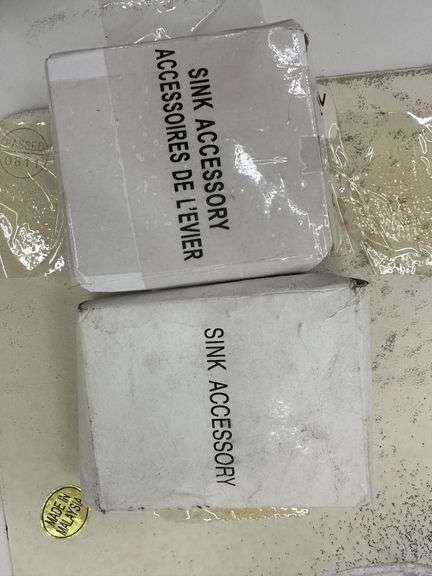 SINK ACCESSORY
ACCESSOIRES DE L'EVIER
SINK ACCESSORY
MADE IN
MALAYSIA